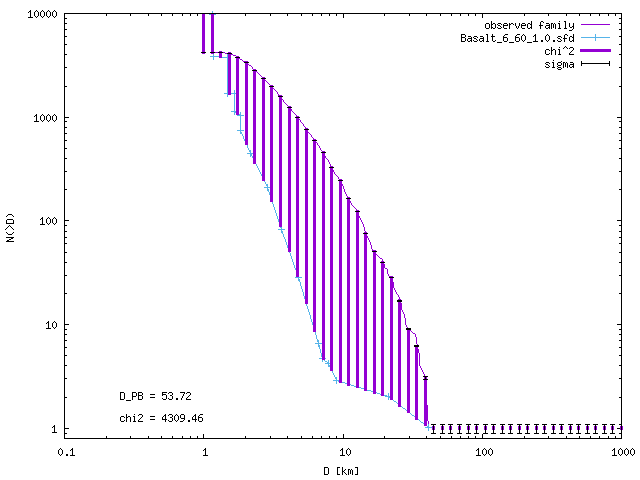 10000
1000
100
10
1
N(>D)
observed family
Basalt_6_60_1.0.sfd
chi^2
sigma
D_PB = 53.72
chi2 = 4309.46
0.1 1 10 100 1000
D [km]